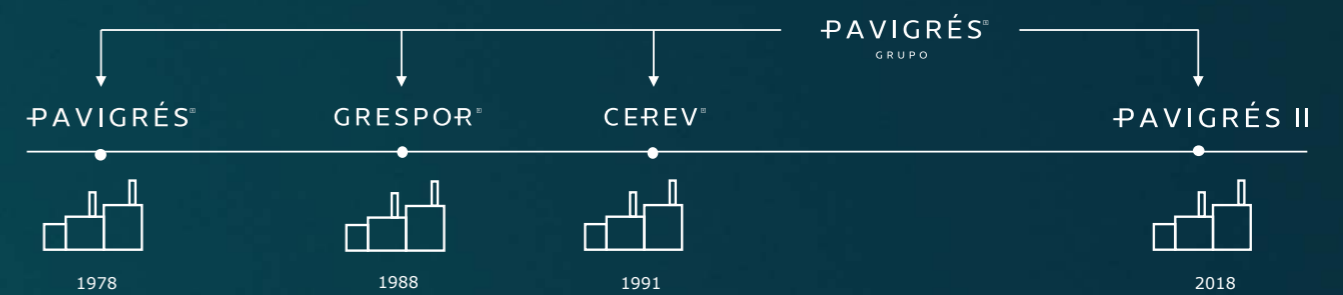 PAVIGRÉS
GRUPO
PAVIGRÉS
GRESPOR
CEREV
PAVIGRÉS II
1978
1988
1991
2018